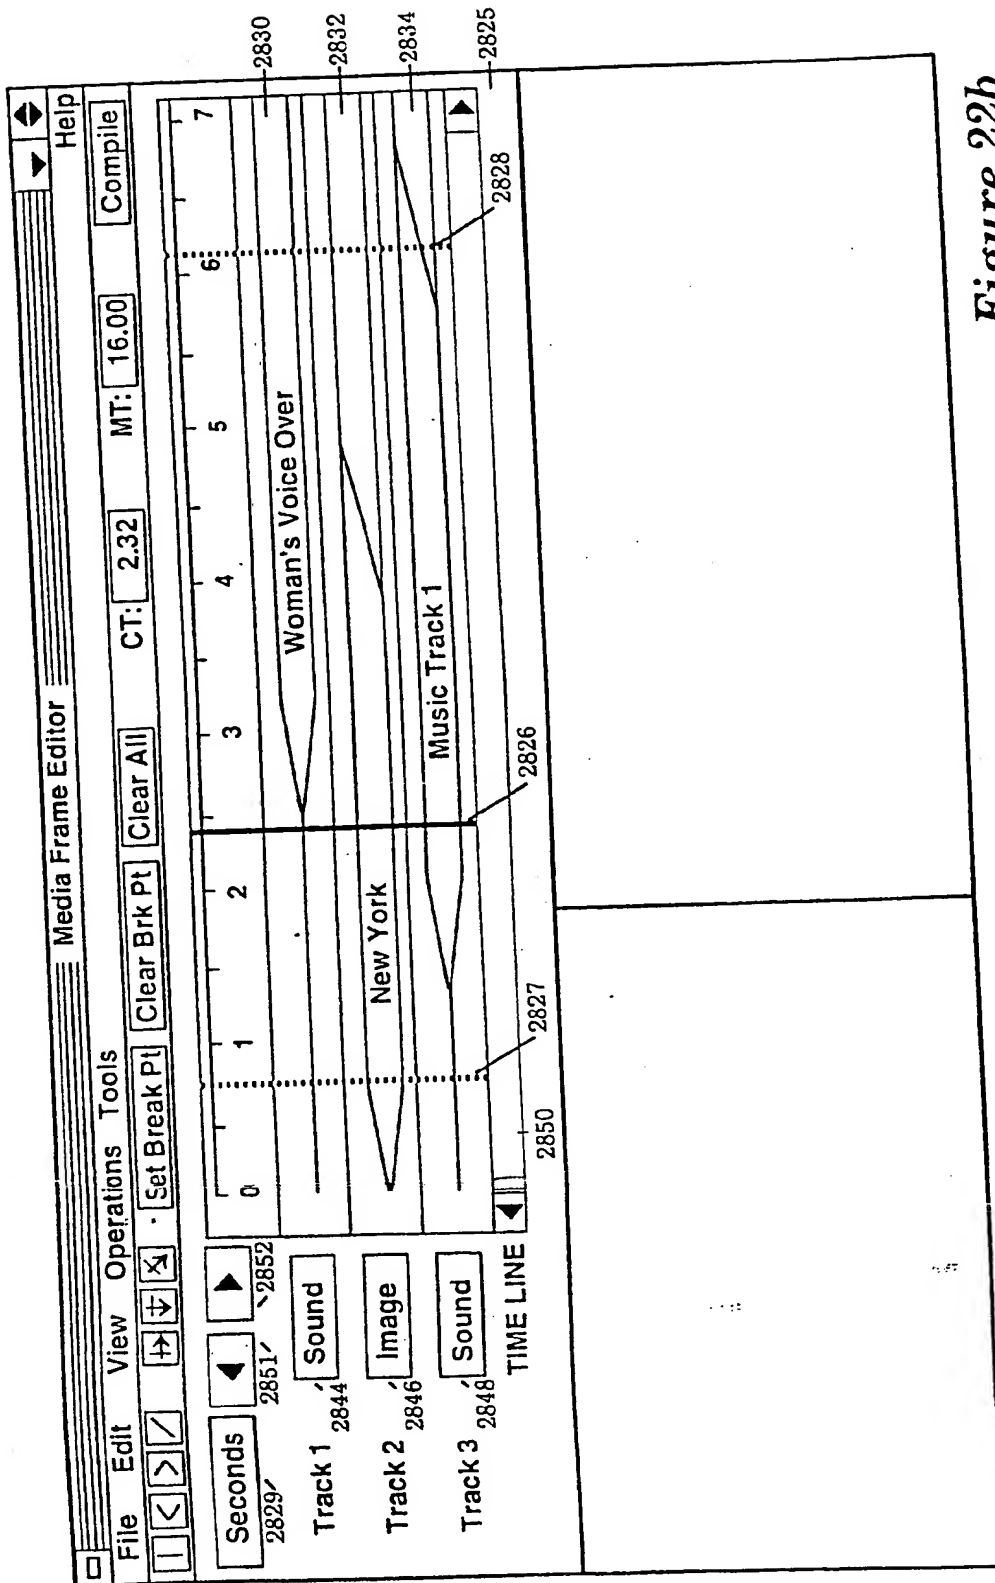 Media Frame Editor
File Edit View Operations Tools Help
Set Break Pt Clear Brk Pt Clear All CT: 2.32 MT: 16.00 Compile
Seconds
2829
2851
2852
0 1 2 3 4 5 6 7
Track 1
2844
Sound
Woman's Voice Over
2830
Track 2
2846
Image
New York
2832
Track 3
2848
Sound
Music Track 1
2834
TIME LINE
2825
2850
2827
2826
2828
Figure 22b